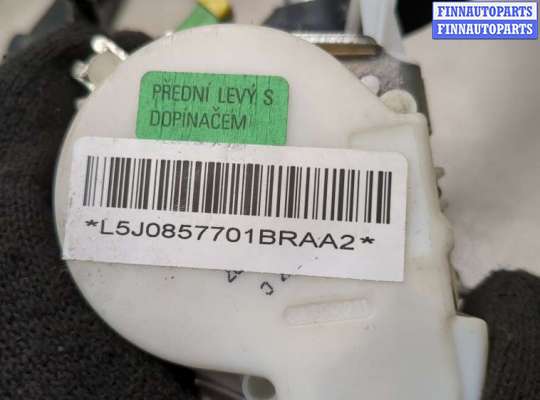 FINNAUTOPARTS
FINNAUTOPARTS
PŘEDNÍ LEVÝ S
DOPÍNAČEM
*L5J0857701BRAA2*